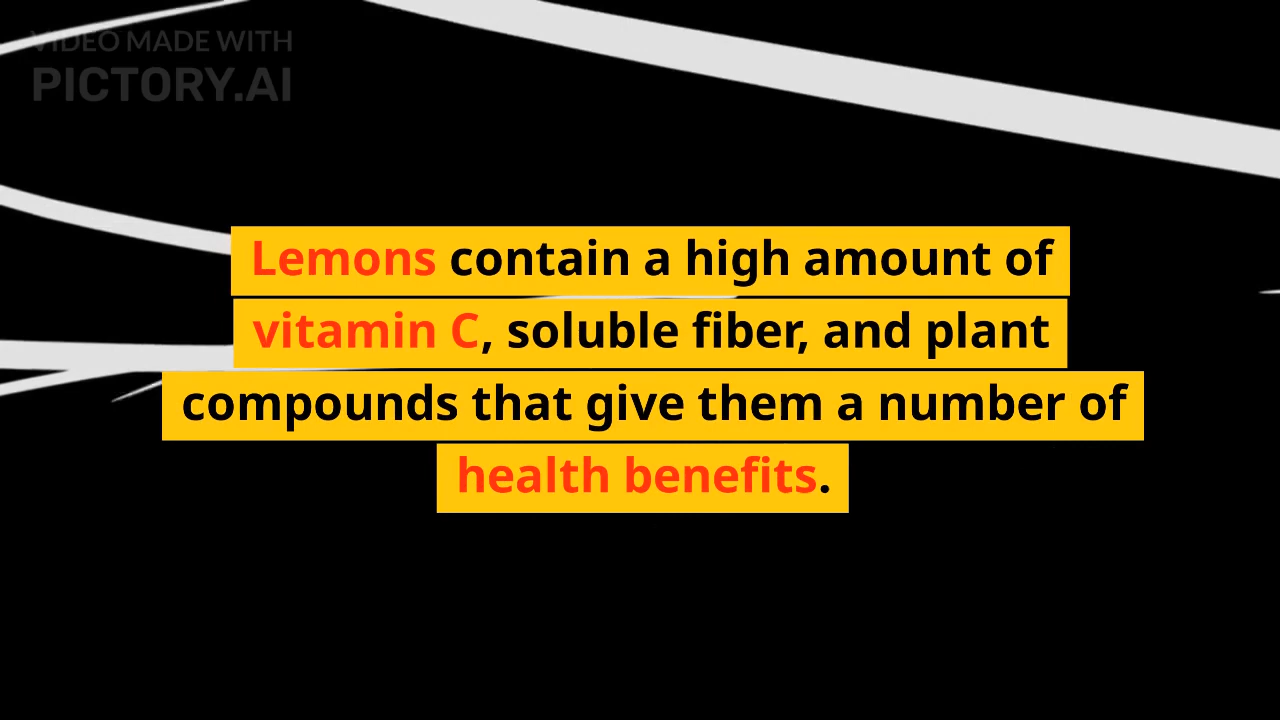 VIDEO MADE WITH
PICTORY.AI
Lemons contain a high amount of
vitamin C, soluble fiber, and plant
compounds that give them a number of
health benefits.